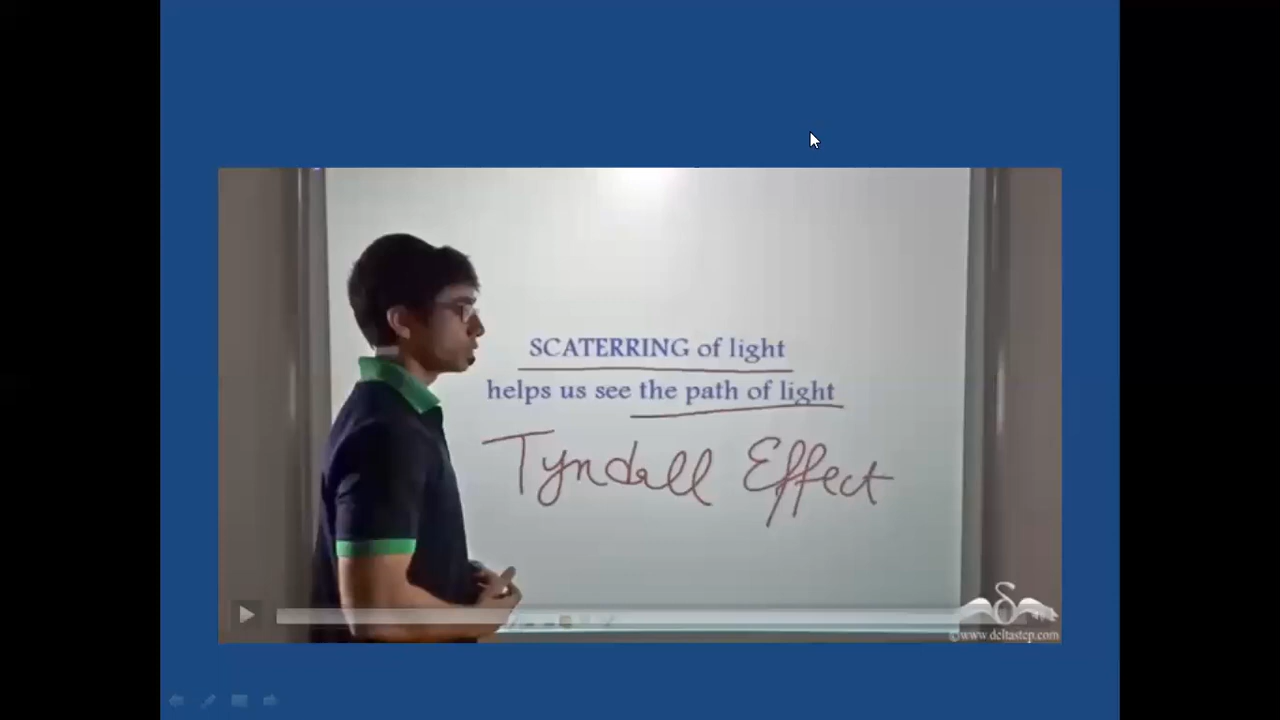 SCATERRING of light
helps us see the path of light
Tyndall Effect
©www.deltastep.com